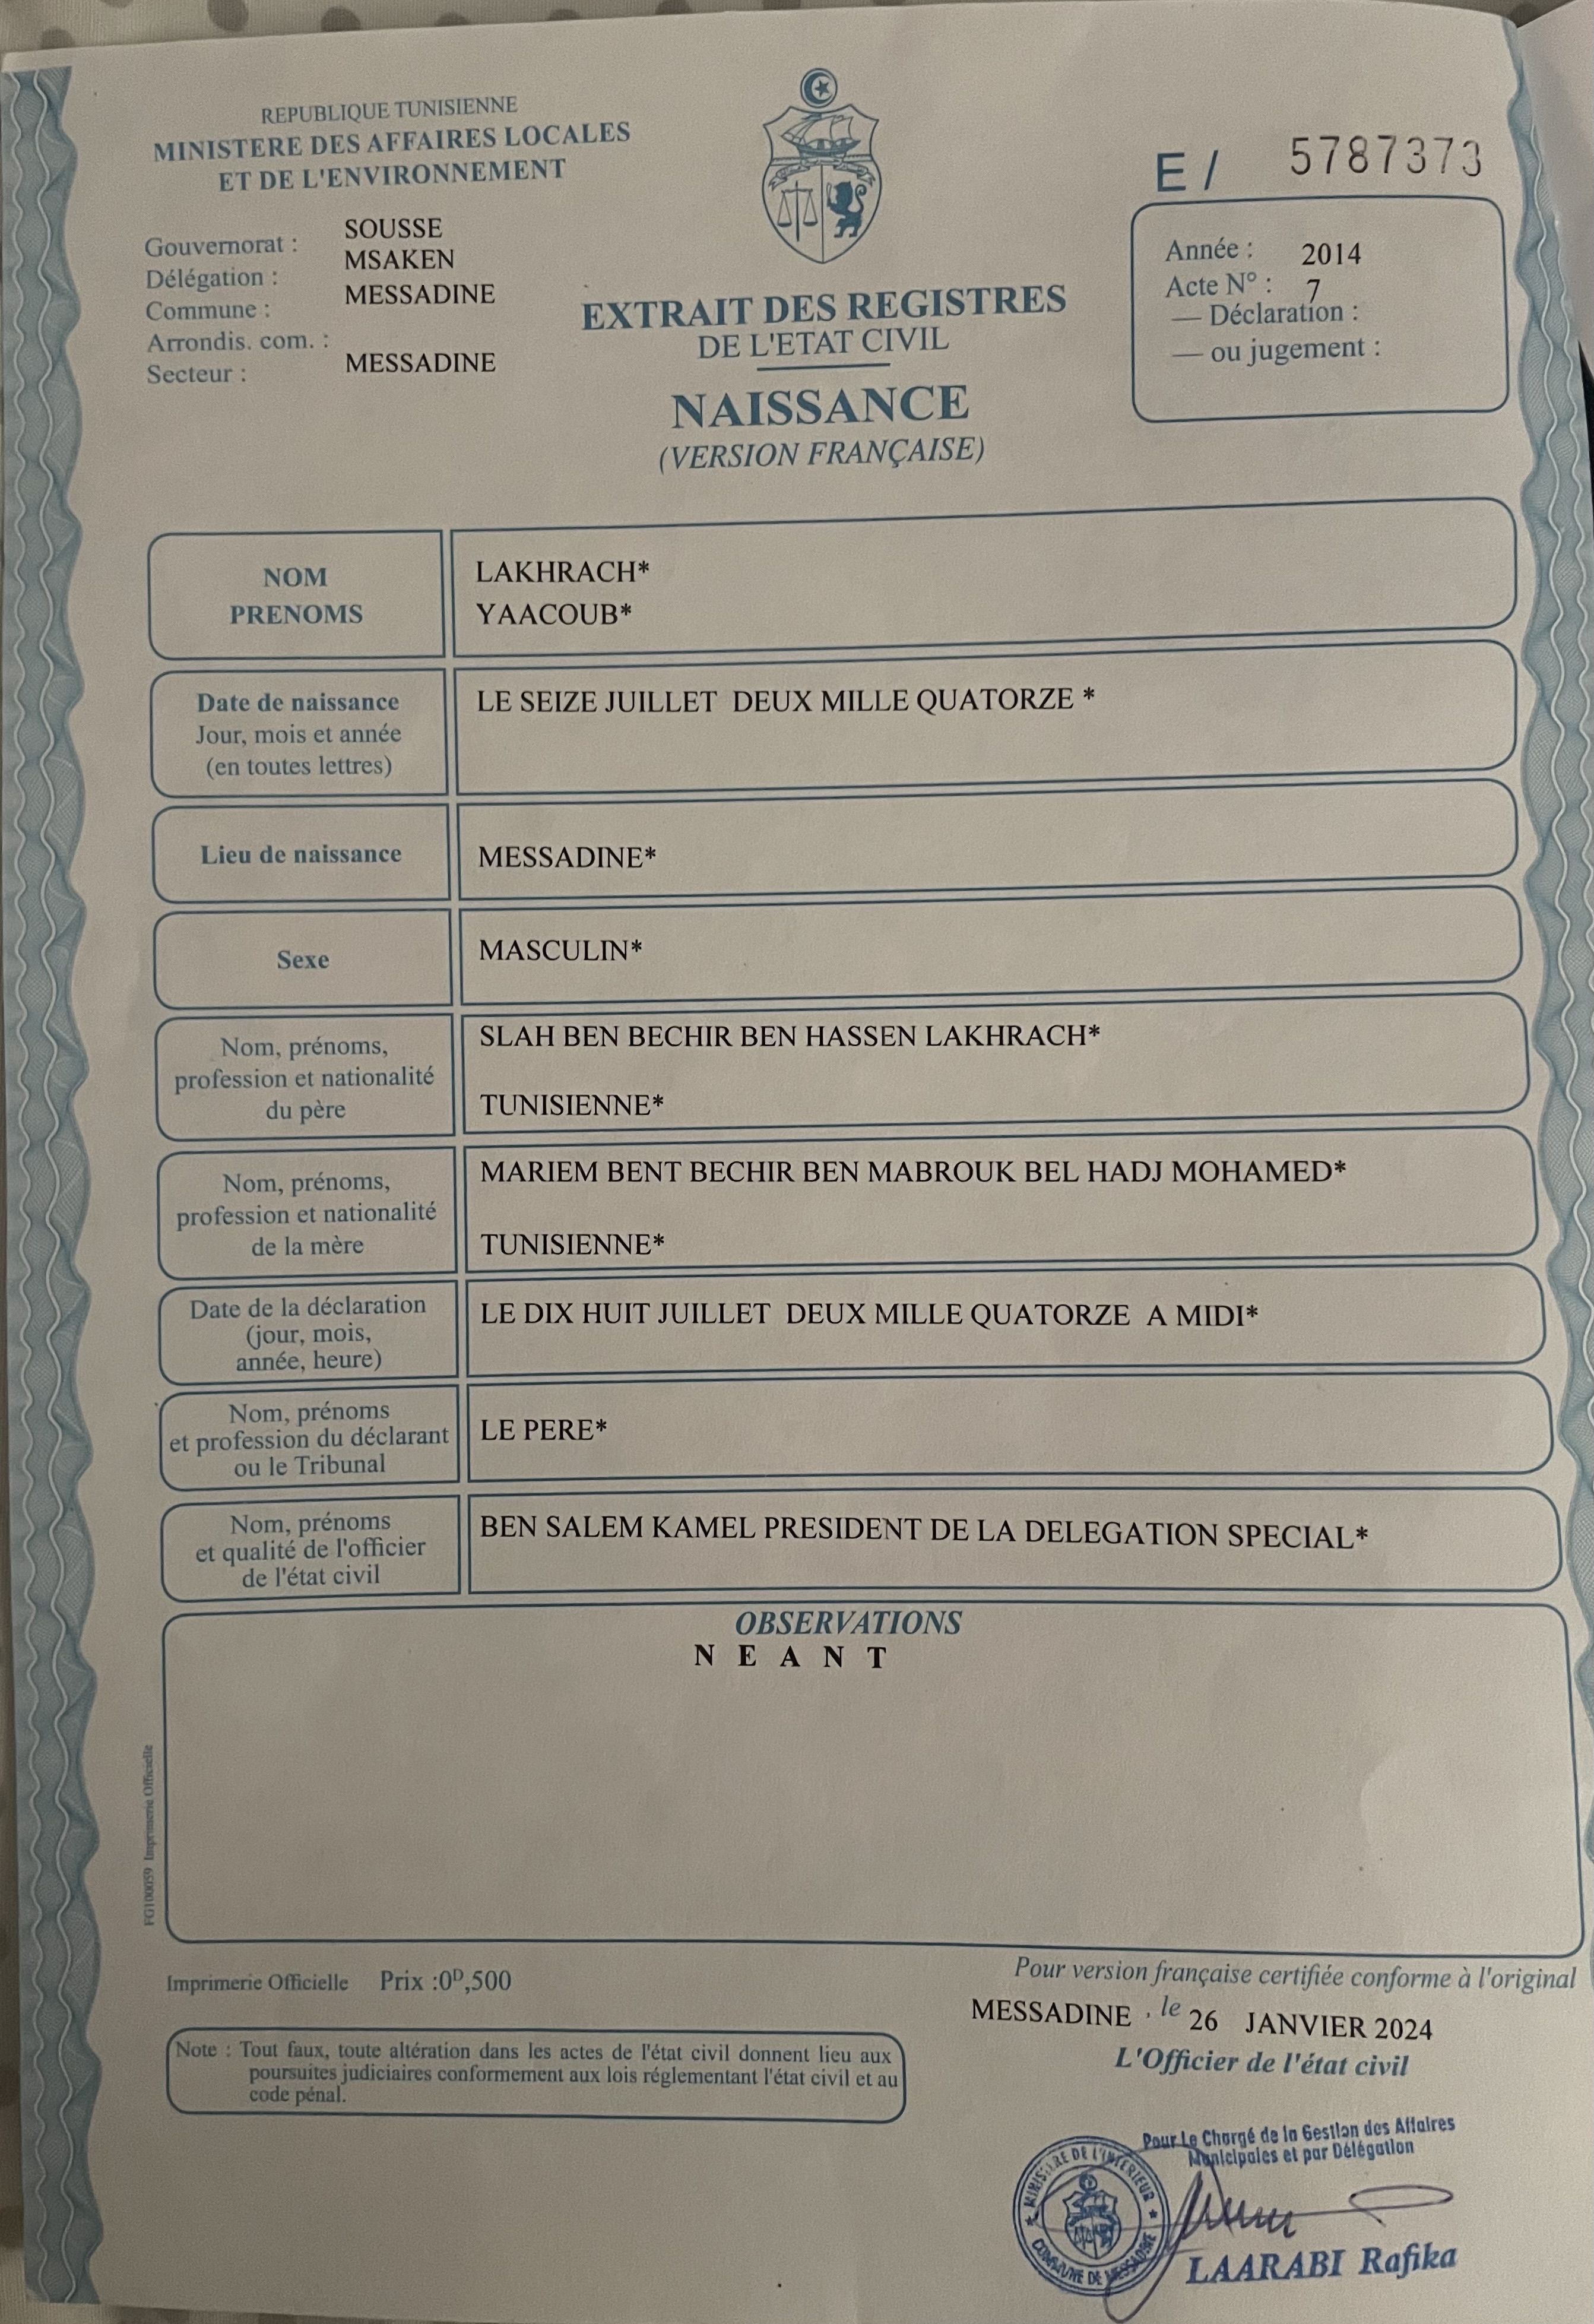 REPUBLIQUE TUNISIENNE
MINISTERE DES AFFAIRES LOCALES
ET DE L'ENVIRONNEMENT
Gouvernorat : SOUSSE
Délégation : MSAKEN
Commune : MESSADINE
Arrondis. com. :
Secteur : MESSADINE
EXTRAIT DES REGISTRES
DE L'ETAT CIVIL
NAISSANCE
(VERSION FRANÇAISE)
E / 5787373
Année : 2014
Acte N° : 7
— Déclaration :
— ou jugement :
NOM
PRENOMS
LAKHRACH*
YAACOUB*
Date de naissance
Jour, mois et année
(en toutes lettres)
LE SEIZE JUILLET DEUX MILLE QUATORZE *
Lieu de naissance
MESSADINE*
Sexe
MASCULIN*
Nom, prénoms,
profession et nationalité
du père
SLAH BEN BECHIR BEN HASSEN LAKHRACH*
TUNISIENNE*
Nom, prénoms,
profession et nationalité
de la mère
MARIEM BENT BECHIR BEN MABROUK BEL HADJ MOHAMED*
TUNISIENNE*
Date de la déclaration
(jour, mois,
année, heure)
LE DIX HUIT JUILLET DEUX MILLE QUATORZE A MIDI*
Nom, prénoms
et profession du déclarant
ou le Tribunal
LE PERE*
Nom, prénoms
et qualité de l'officier
de l'état civil
BEN SALEM KAMEL PRESIDENT DE LA DELEGATION SPECIAL*
OBSERVATIONS
N E A N T
FG100059 Imprimerie Officielle
Imprimerie Officielle Prix :0ᴰ,500
Note : Tout faux, toute altération dans les actes de l'état civil donnent lieu aux
poursuites judiciaires conformement aux lois réglementant l'état civil et au
code pénal.
Pour version française certifiée conforme à l'original
MESSADINE , le 26 JANVIER 2024
L'Officier de l'état civil
Pour Le Chargé de la Gestion des Affaires
Municipales et par Délégation
MINISTERE DE L'INTERIEUR
COMMUNE DE MESSADINE
LAARABI Rafika